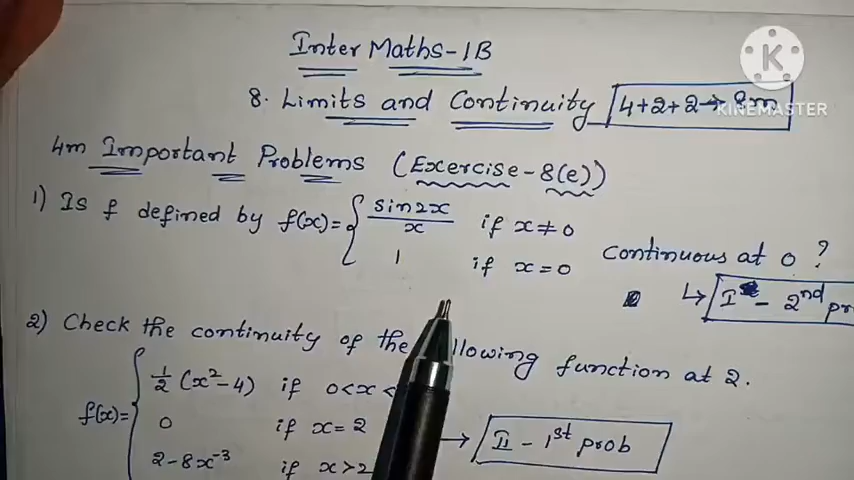 Inter Maths-1B
8. Limits and Continuity 4+2+2→ 8m
KINEMASTER
4m Important Problems (Exercise-8(e))
1) Is f defined by f(x)= { sin2x/x if x≠0
1 if x=0
Continuous at 0 ?
↳ I - 2nd pr
2) Check the continuity of the following function at 2.
f(x)= { 1/2 (x²-4) if 0<x<
0 if x=2
2-8x⁻³ if x>2
→ II - 1st prob